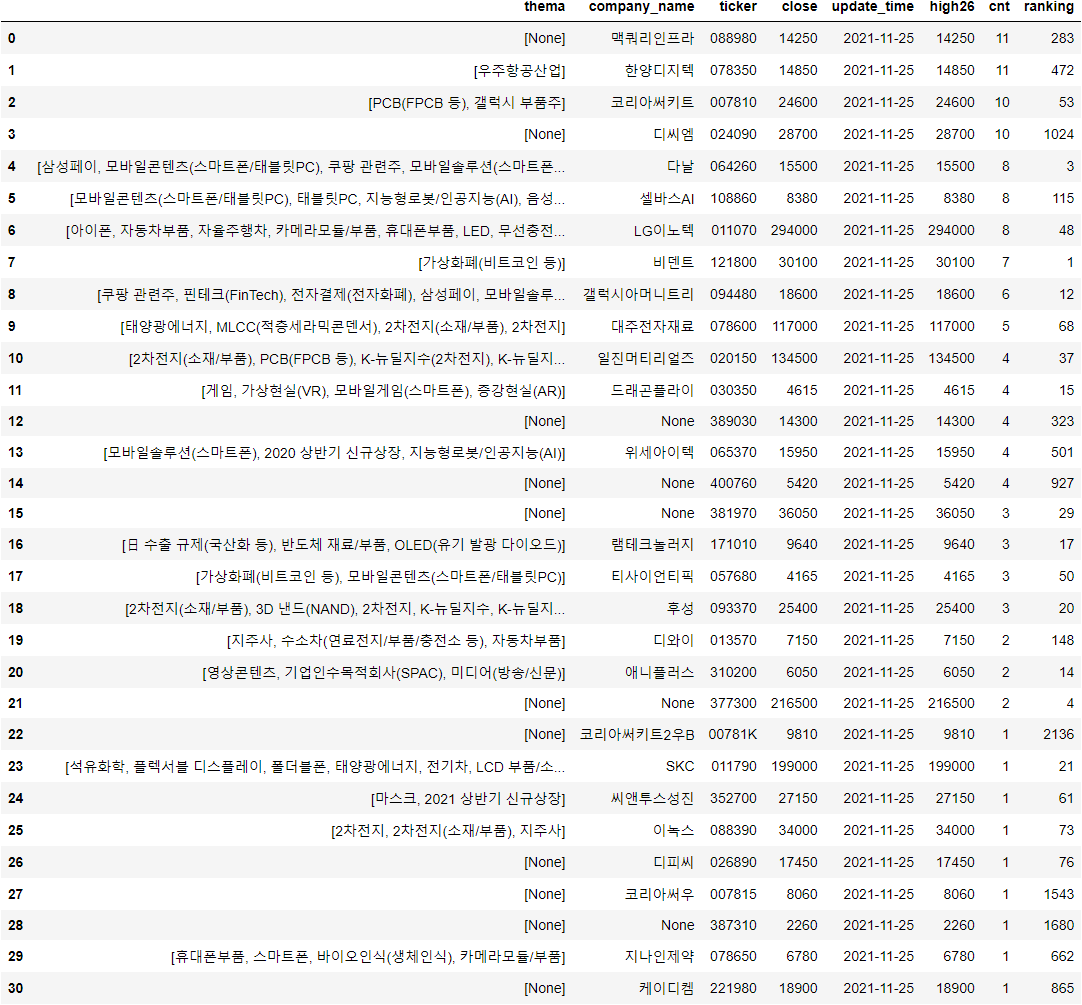 thema company_name ticker close update_time high26 cnt ranking
0 [None] 맥쿼리인프라 088980 14250 2021-11-25 14250 11 283
1 [우주항공산업] 한양디지텍 078350 14850 2021-11-25 14850 11 472
2 [PCB(FPCB 등), 갤럭시 부품주] 코리아써키트 007810 24600 2021-11-25 24600 10 53
3 [None] 디씨엠 024090 28700 2021-11-25 28700 10 1024
4 [삼성페이, 모바일콘텐츠(스마트폰/태블릿PC), 쿠팡 관련주, 모바일솔루션(스마트폰... 다날 064260 15500 2021-11-25 15500 8 3
5 [모바일콘텐츠(스마트폰/태블릿PC), 태블릿PC, 지능형로봇/인공지능(AI), 음성... 셀바스AI 108860 8380 2021-11-25 8380 8 115
6 [아이폰, 자동차부품, 자율주행차, 카메라모듈/부품, 휴대폰부품, LED, 무선충전... LG이노텍 011070 294000 2021-11-25 294000 8 48
7 [가상화폐(비트코인 등)] 비덴트 121800 30100 2021-11-25 30100 7 1
8 [쿠팡 관련주, 핀테크(FinTech), 전자결제(전자화폐), 삼성페이, 모바일솔루... 갤럭시아머니트리 094480 18600 2021-11-25 18600 6 12
9 [태양광에너지, MLCC(적층세라믹콘덴서), 2차전지(소재/부품), 2차전지] 대주전자재료 078600 117000 2021-11-25 117000 5 68
10 [2차전지(소재/부품), PCB(FPCB 등), K-뉴딜지수(2차전지), K-뉴딜지... 일진머티리얼즈 020150 134500 2021-11-25 134500 4 37
11 [게임, 가상현실(VR), 모바일게임(스마트폰), 증강현실(AR)] 드래곤플라이 030350 4615 2021-11-25 4615 4 15
12 [None] None 389030 14300 2021-11-25 14300 4 323
13 [모바일솔루션(스마트폰), 2020 상반기 신규상장, 지능형로봇/인공지능(AI)] 위세아이텍 065370 15950 2021-11-25 15950 4 501
14 [None] None 400760 5420 2021-11-25 5420 4 927
15 [None] None 381970 36050 2021-11-25 36050 3 29
16 [日 수출 규제(국산화 등), 반도체 재료/부품, OLED(유기 발광 다이오드)] 램테크놀러지 171010 9640 2021-11-25 9640 3 17
17 [가상화폐(비트코인 등), 모바일콘텐츠(스마트폰/태블릿PC)] 티사이언티픽 057680 4165 2021-11-25 4165 3 50
18 [2차전지(소재/부품), 3D 낸드(NAND), 2차전지, K-뉴딜지수, K-뉴딜지... 후성 093370 25400 2021-11-25 25400 3 20
19 [지주사, 수소차(연료전지/부품/충전소 등), 자동차부품] 디와이 013570 7150 2021-11-25 7150 2 148
20 [영상콘텐츠, 기업인수목적회사(SPAC), 미디어(방송/신문)] 애니플러스 310200 6050 2021-11-25 6050 2 14
21 [None] None 377300 216500 2021-11-25 216500 2 4
22 [None] 코리아써키트2우B 00781K 9810 2021-11-25 9810 1 2136
23 [석유화학, 플렉서블 디스플레이, 폴더블폰, 태양광에너지, 전기차, LCD 부품/소... SKC 011790 199000 2021-11-25 199000 1 21
24 [마스크, 2021 상반기 신규상장] 씨앤투스성진 352700 27150 2021-11-25 27150 1 61
25 [2차전지, 2차전지(소재/부품), 지주사] 이녹스 088390 34000 2021-11-25 34000 1 73
26 [None] 디피씨 026890 17450 2021-11-25 17450 1 76
27 [None] 코리아써우 007815 8060 2021-11-25 8060 1 1543
28 [None] None 387310 2260 2021-11-25 2260 1 1680
29 [휴대폰부품, 스마트폰, 바이오인식(생체인식), 카메라모듈/부품] 지나인제약 078650 6780 2021-11-25 6780 1 662
30 [None] 케이디켐 221980 18900 2021-11-25 18900 1 865